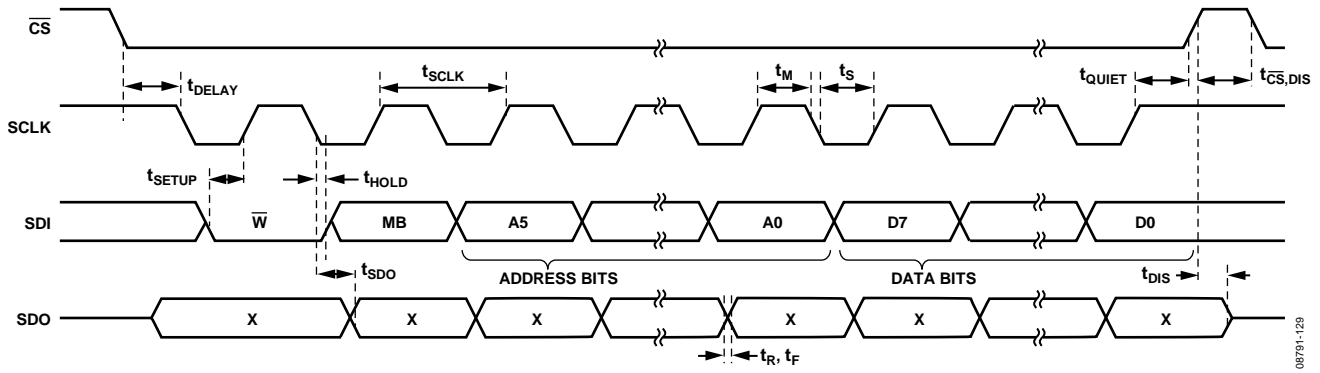 CS
tDELAY
tSCLK
tM
tS
tQUIET
tCS,DIS
SCLK
tSETUP
tHOLD
SDI
W
MB
A5
A0
D7
D0
tSDO
ADDRESS BITS
DATA BITS
tDIS
SDO
X
X
X
X
X
X
tR, tF
08791-129